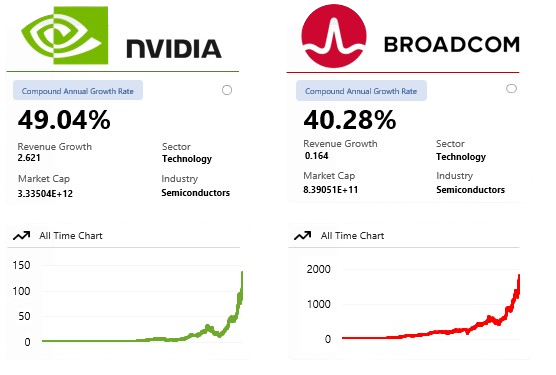 NVIDIA
Compound Annual Growth Rate
49.04%
Revenue Growth
2.621
Sector
Technology
Market Cap
3.33504E+12
Industry
Semiconductors
All Time Chart
150
100
50
0
BROADCOM
Compound Annual Growth Rate
40.28%
Revenue Growth
0.164
Sector
Technology
Market Cap
8.39051E+11
Industry
Semiconductors
All Time Chart
2000
1000
0